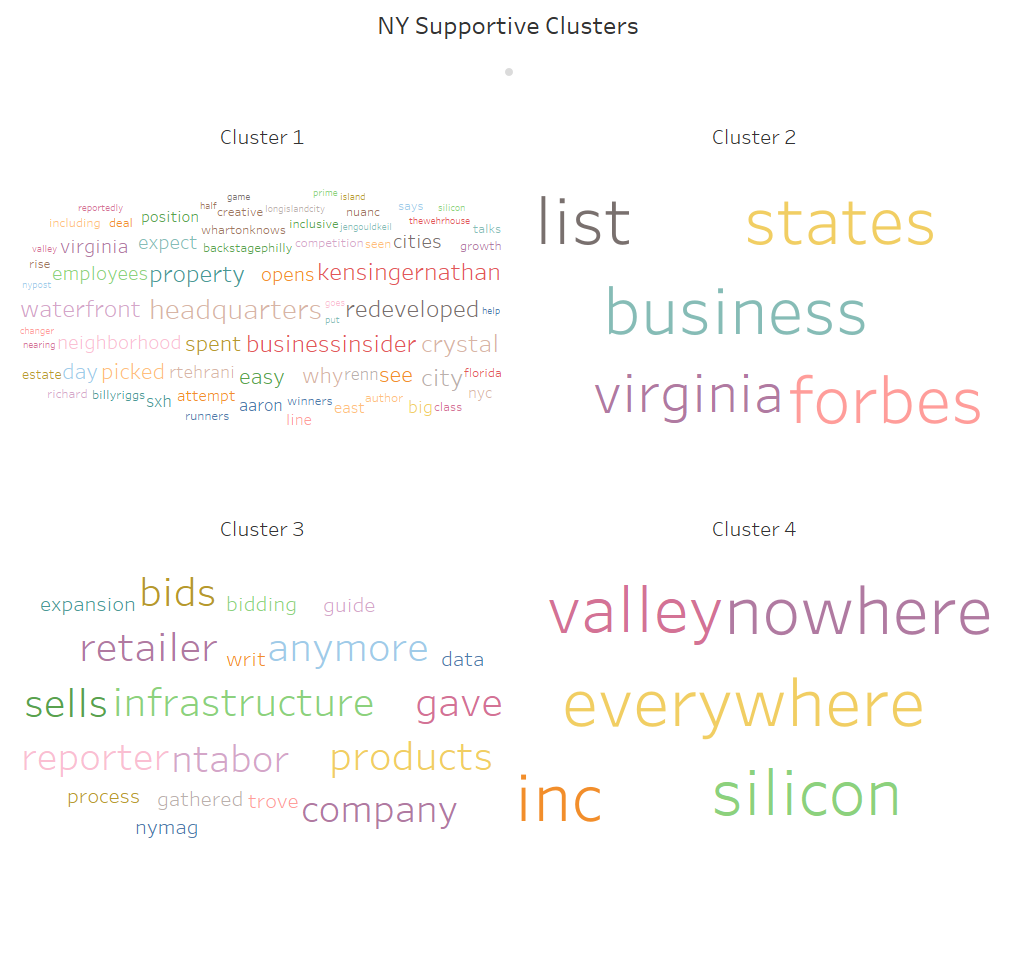 NY Supportive Clusters
Cluster 1
game prime island
reportedly half creative longislandcity nuanc says silicon
including deal position whartonknows inclusive jengouldkeil thewehrhouse talks
valley virginia expect backstagephilly competition seen cities growth
rise employees property opens kensingernathan
nypost
waterfront headquarters goes put redeveloped help
changer
nearing neighborhood spent businessinsider crystal
estate day picked rtehrani easy why renn see city florida
richard billyriggs sxh attempt aaron winners east author big class nyc
runners line
Cluster 2
list states
business
virginia forbes
Cluster 3
expansion bids bidding guide
retailer writ anymore data
sells infrastructure gave
reporter ntabor products
process gathered trove company
nymag
Cluster 4
valley nowhere
everywhere
inc silicon